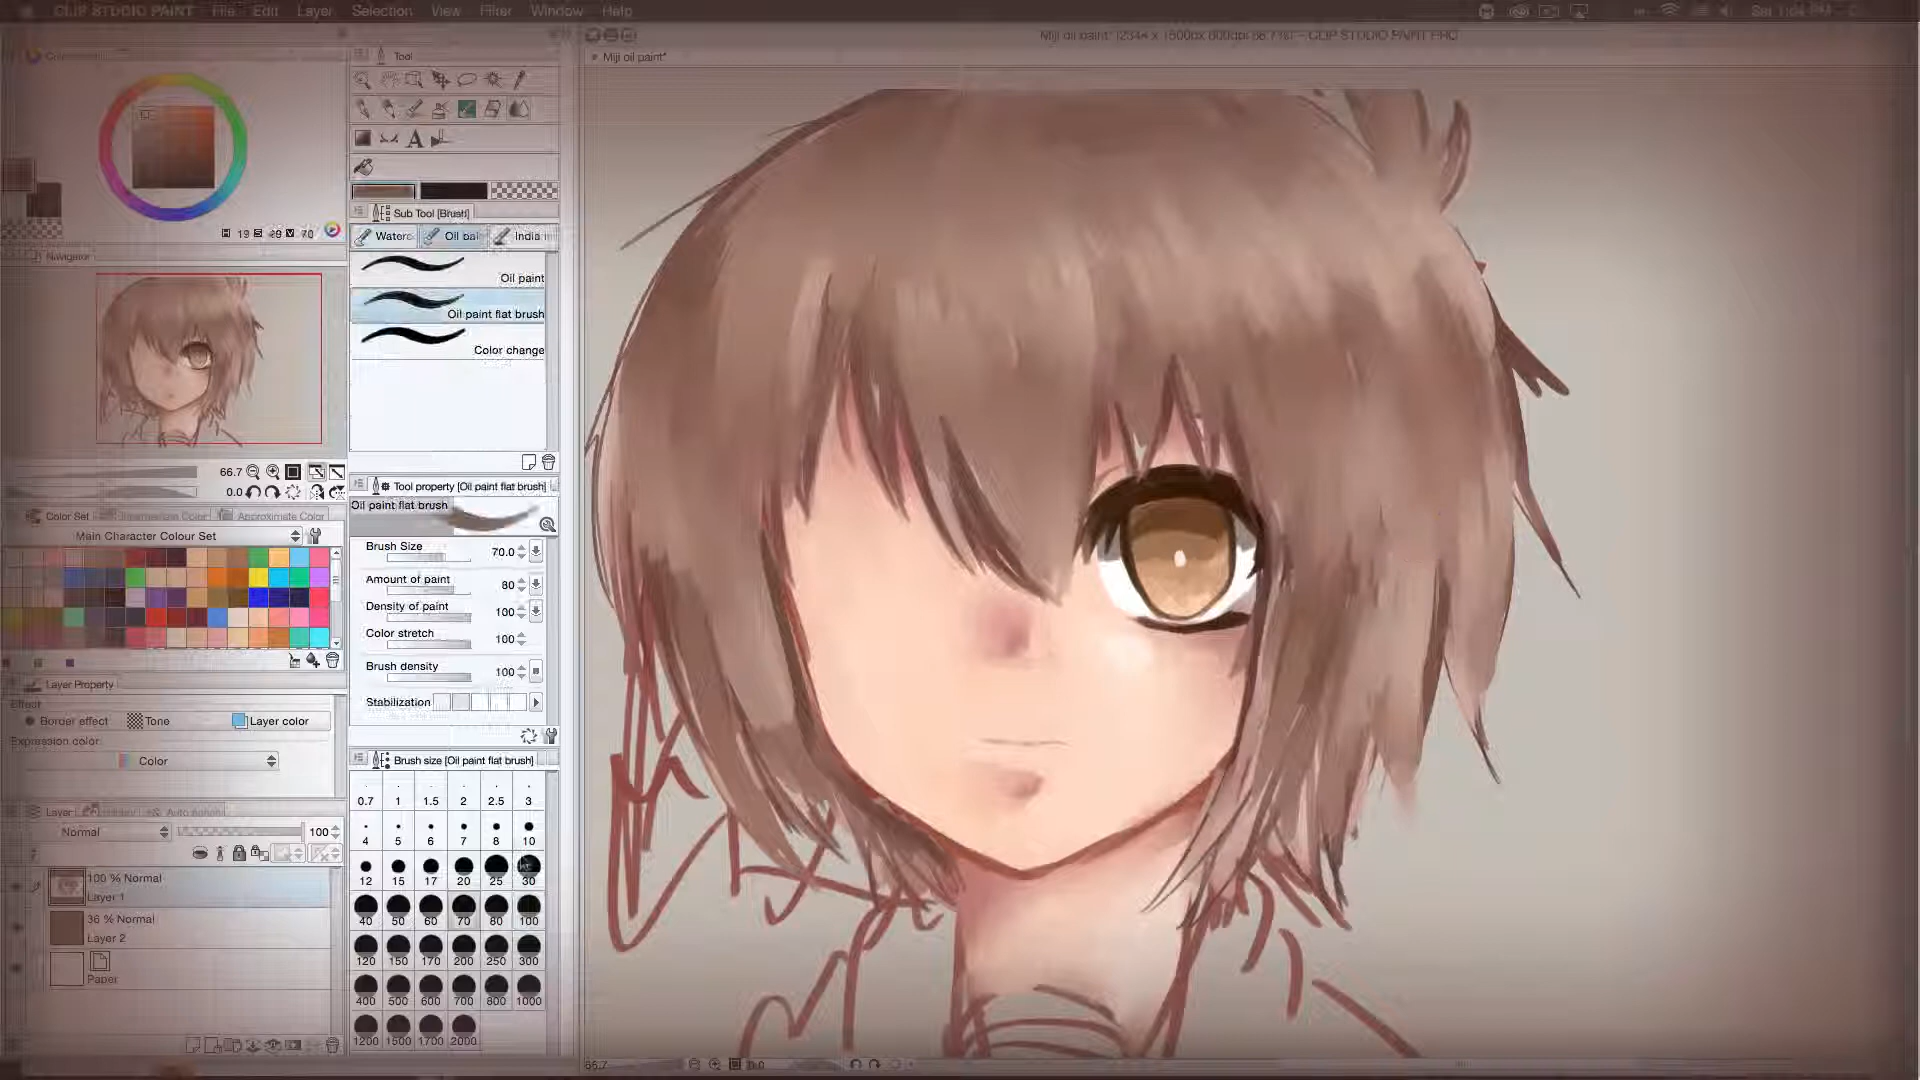 CLIP STUDIO PAINT File Edit Layer Selection View Filter Window Help
Miji oil paint*
Tool
70
Navigator
Sub Tool [Brush]
Oil paint
Oil paint flat brush
Color change
66.7
0.0
Tool property [Oil paint flat brush]
Oil paint flat brush
Brush Size 70.0
Amount of paint 80
Density of paint 100
Color stretch 100
Brush density 100
Stabilization
Color Set Intermediate Color Approximate Color
Main Character Colour Set
Layer Property
Effect
Border effect Tone Layer color
Expression color
Color
Brush size [Oil paint flat brush]
0.7 1 1.5 2 2.5 3
4 5 6 7 8 10
12 15 17 20 25 30
40 50 60 70 80 100
120 150 170 200 250 300
400 500 600 700 800 1000
1200 1500 1700 2000
Layer
Normal 100
100 % Normal
Layer 1
36 % Normal
Layer 2
Paper